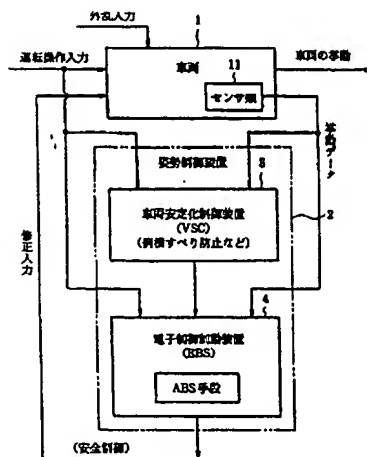 外乱入力
1
運転操作入力
車両
11
車両の挙動
センサ類
挙動データ
姿勢制御装置
3
2
車両安定化制御装置
(VSC)
(例横すべり防止など)
修正入力
4
電子制御制動装置
(EBS)
ABS手段
(安全制御)